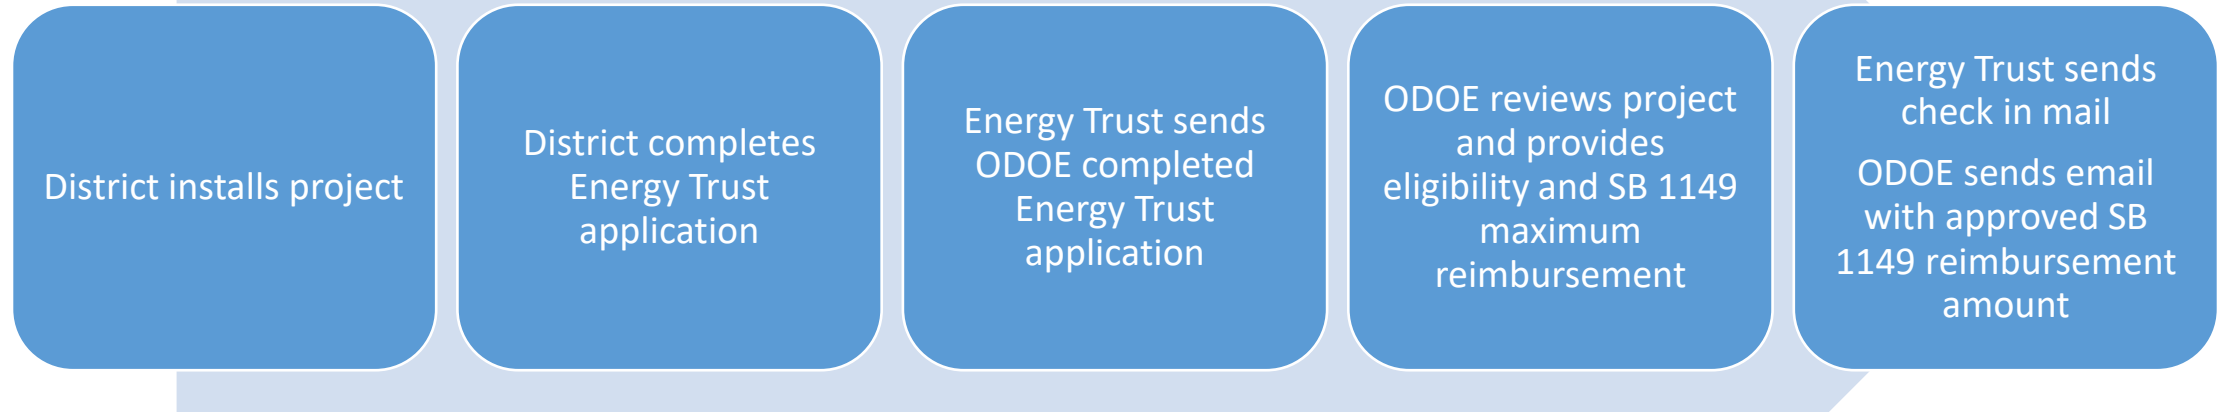 District installs project
District completes
Energy Trust
application
Energy Trust sends
ODOE completed
Energy Trust
application
ODOE reviews project
and provides
eligibility and SB 1149
maximum
reimbursement
Energy Trust sends
check in mail
ODOE sends email
with approved SB
1149 reimbursement
amount